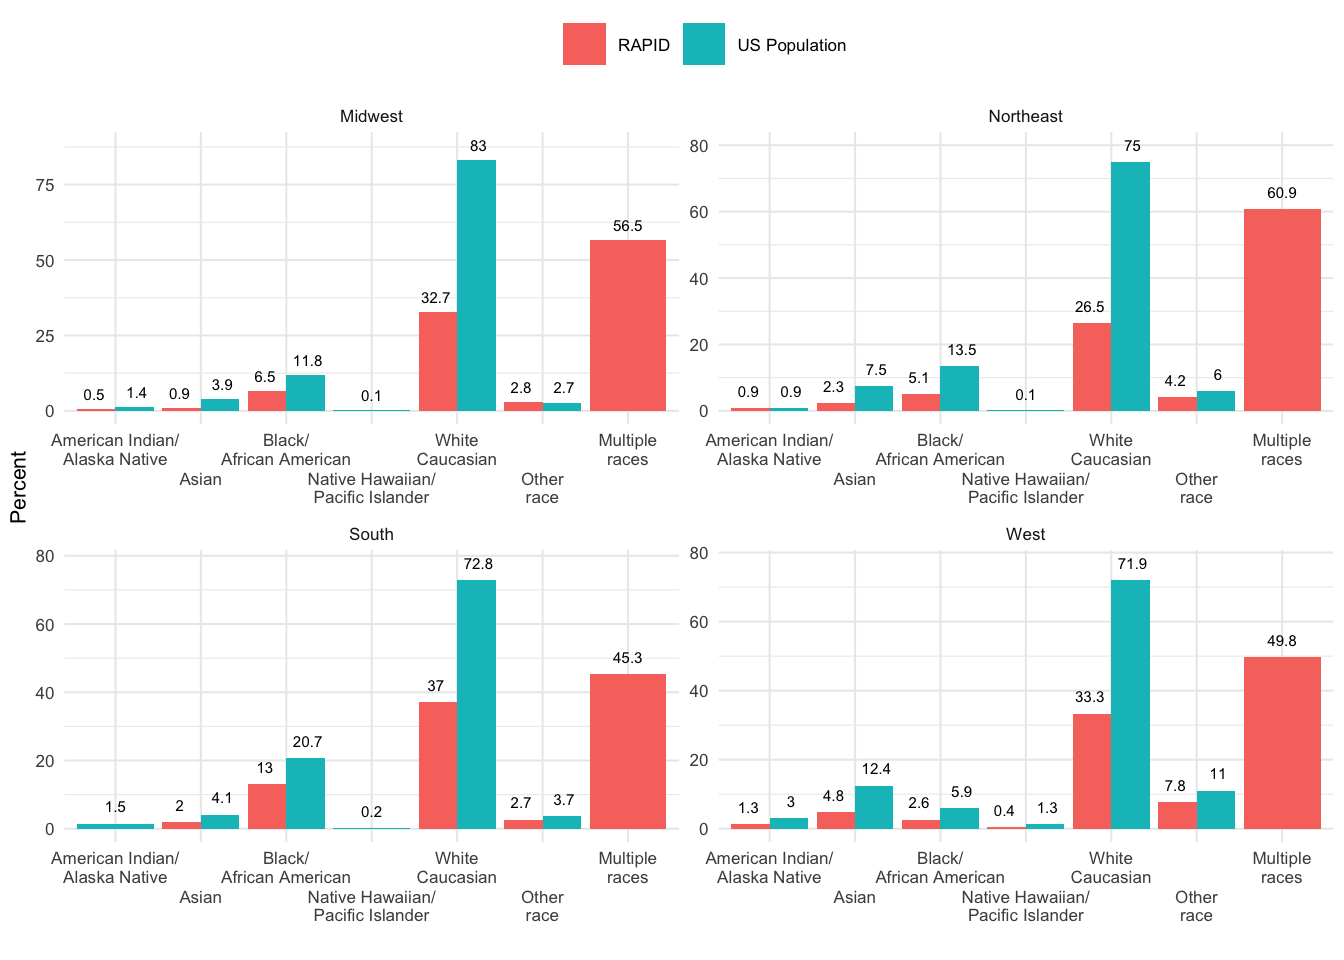 RAPID US Population
Midwest
83
56.5
32.7
11.8
6.5
3.9
0.5 1.4 0.9 0.1 2.8 2.7
75
50
25
0
American Indian/ Black/ White Multiple
Alaska Native African American Caucasian races
Asian Native Hawaiian/ Other
Pacific Islander race
Northeast
80
75
60.9
60
40
26.5
20
13.5
7.5
5.1
0.9 0.9 2.3 0.1 4.2 6
0
American Indian/ Black/ White Multiple
Alaska Native African American Caucasian races
Asian Native Hawaiian/ Other
Pacific Islander race
Percent
South
80
72.8
60
45.3
40
37
20.7
20
13
1.5 2 4.1 0.2 2.7 3.7
0
American Indian/ Black/ White Multiple
Alaska Native African American Caucasian races
Asian Native Hawaiian/ Other
Pacific Islander race
West
80
71.9
60
49.8
40
33.3
20
12.4
7.8 11
1.3 3 4.8 2.6 5.9 0.4 1.3
0
American Indian/ Black/ White Multiple
Alaska Native African American Caucasian races
Asian Native Hawaiian/ Other
Pacific Islander race